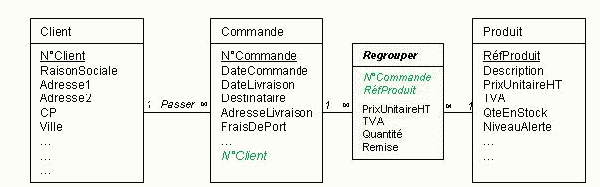 Client
N°Client
RaisonSociale
Adresse1
Adresse2
CP
Ville
...
...
...
1 Passer ∞
Commande
N°Commande
DateCommande
DateLivraison
Destinataire
AdresseLivraison
FraisDePort
...
N°Client
1 ∞
Regrouper
N°Commande
RéfProduit
PrixUnitaireHT
TVA
Quantité
Remise
∞ 1
Produit
RéfProduit
Description
PrixUnitaireHT
TVA
QteEnStock
NiveauAlerte
...
...